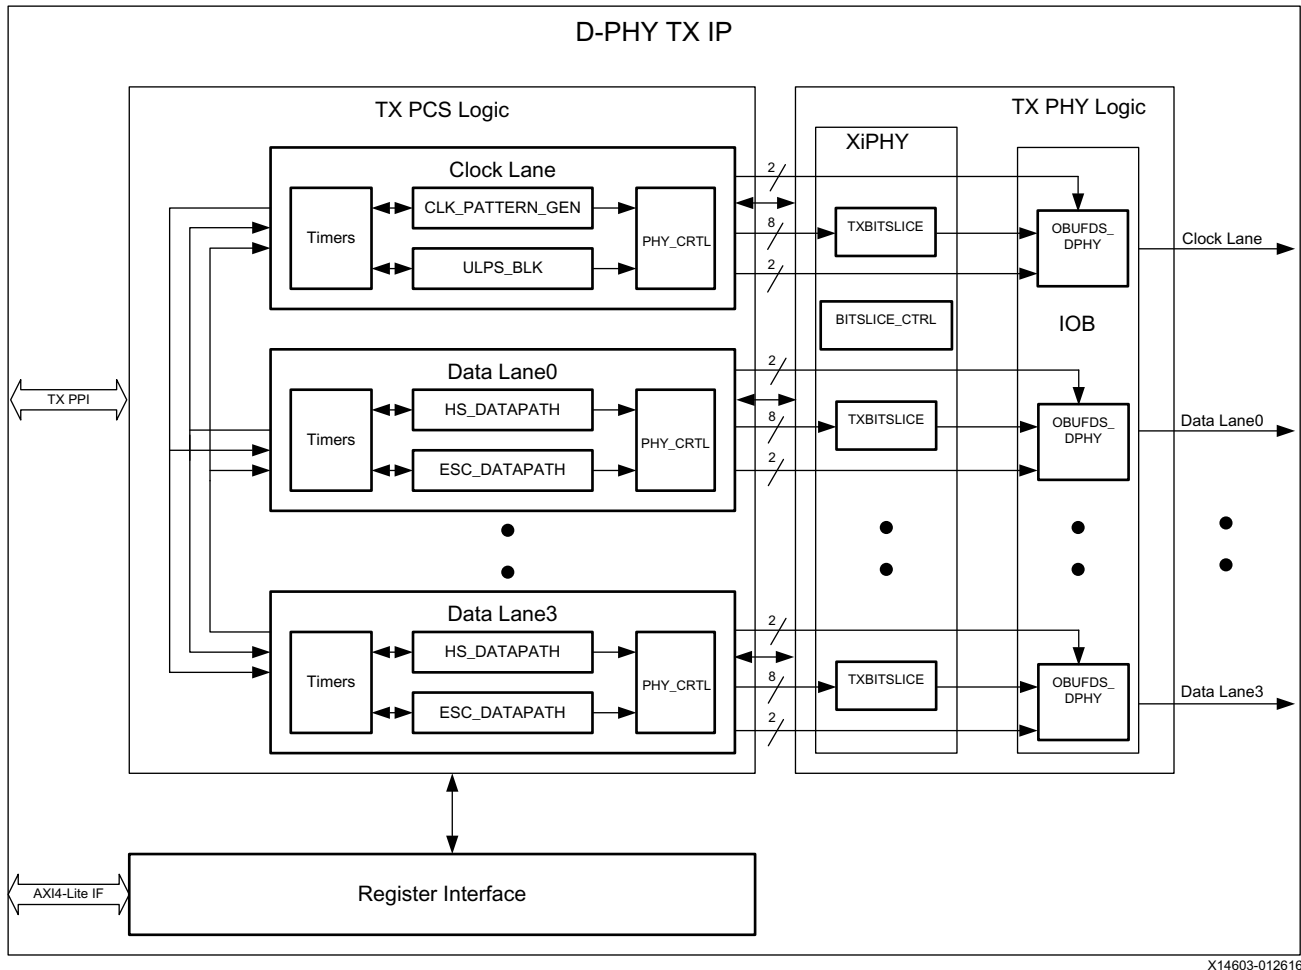 D-PHY TX IP
TX PCS Logic
TX PHY Logic
XiPHY
Clock Lane
Timers
CLK_PATTERN_GEN
ULPS_BLK
PHY_CRTL
2
8
2
TXBITSLICE
OBUFDS_
DPHY
Clock Lane
BITSLICE_CTRL
IOB
TX PPI
Data Lane0
Timers
HS_DATAPATH
ESC_DATAPATH
PHY_CRTL
2
8
2
TXBITSLICE
OBUFDS_
DPHY
Data Lane0
Data Lane3
Timers
HS_DATAPATH
ESC_DATAPATH
PHY_CRTL
2
8
2
TXBITSLICE
OBUFDS_
DPHY
Data Lane3
AXI4-Lite IF
Register Interface
X14603-012616